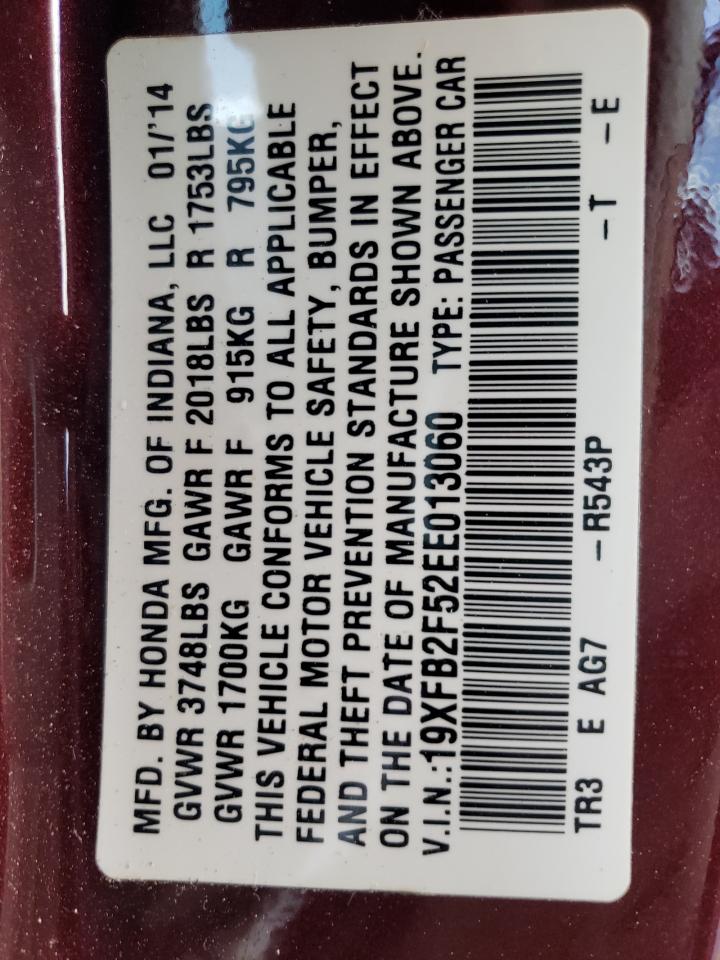 MFD. BY HONDA MFG. OF INDIANA, LLC 01/'14
GVWR 3748LBS GAWR F 2018LBS R 1753LBS
GVWR 1700KG GAWR F 915KG R 795KG
THIS VEHICLE CONFORMS TO ALL APPLICABLE
FEDERAL MOTOR VEHICLE SAFETY, BUMPER,
AND THEFT PREVENTION STANDARDS IN EFFECT
ON THE DATE OF MANUFACTURE SHOWN ABOVE.
V.I.N.:19XFB2F52EE013060 TYPE: PASSENGER CAR
TR3 E AG7 –R543P –T –E